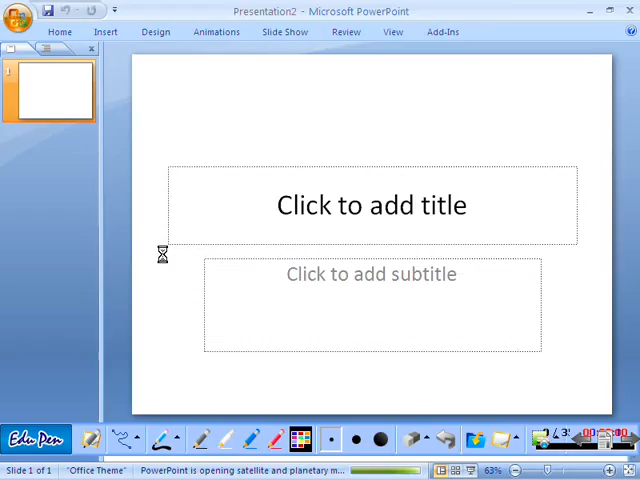 Presentation2 - Microsoft PowerPoint
Home Insert Design Animations Slide Show Review View Add-Ins
1
Click to add title
Click to add subtitle
Edu Pen
Slide 1 of 1 "Office Theme" PowerPoint is opening satellite and planetary m... 63%